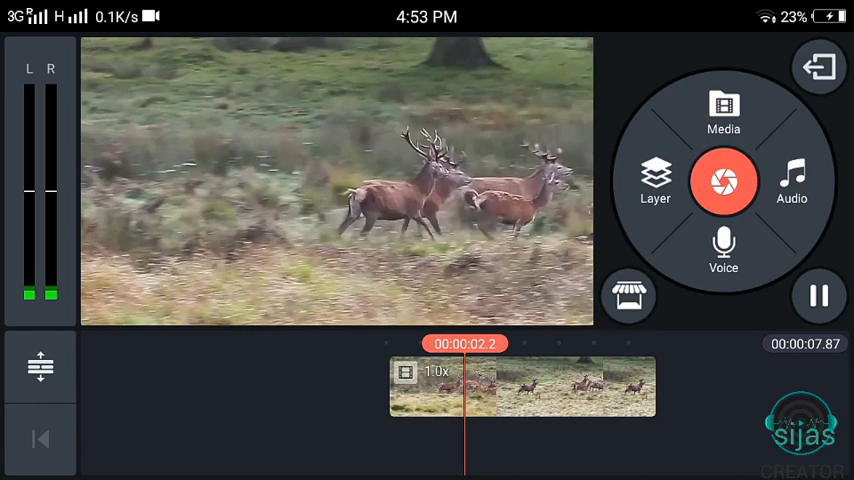 3G R H 0.1K/s 4:53 PM 23%
L R
Media
Layer
Audio
Voice
00:00:02.2
00:00:07.87
1.0x
sijas
CREATOR